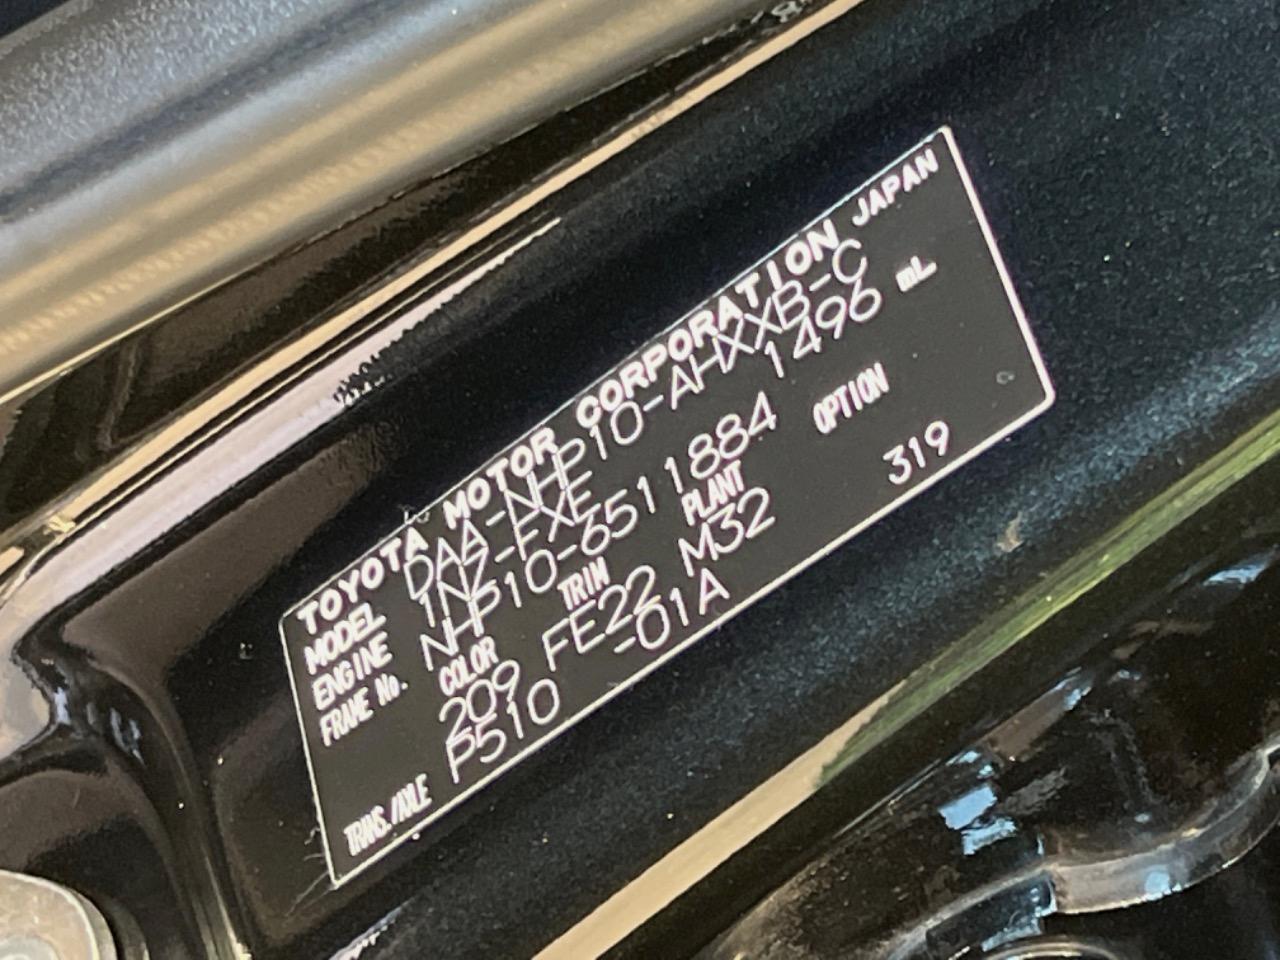 TOYOTA MOTOR CORPORATION JAPAN
MODEL DAA-NHP10-AHXXB-C
ENGINE 1NZ-FXE 1496 mL
FRAME No. NHP10-6511884
COLOR TRIM PLANT OPTION
209 FE22 M32 319
TRANS./AXLE P510 -01A